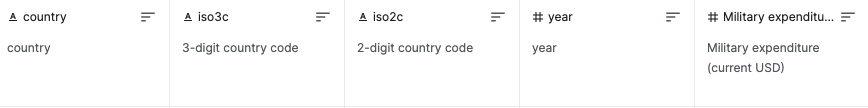 country
iso3c
iso2c
year
Military expenditu...
country
3-digit country code
2-digit country code
year
Military expenditure
(current USD)